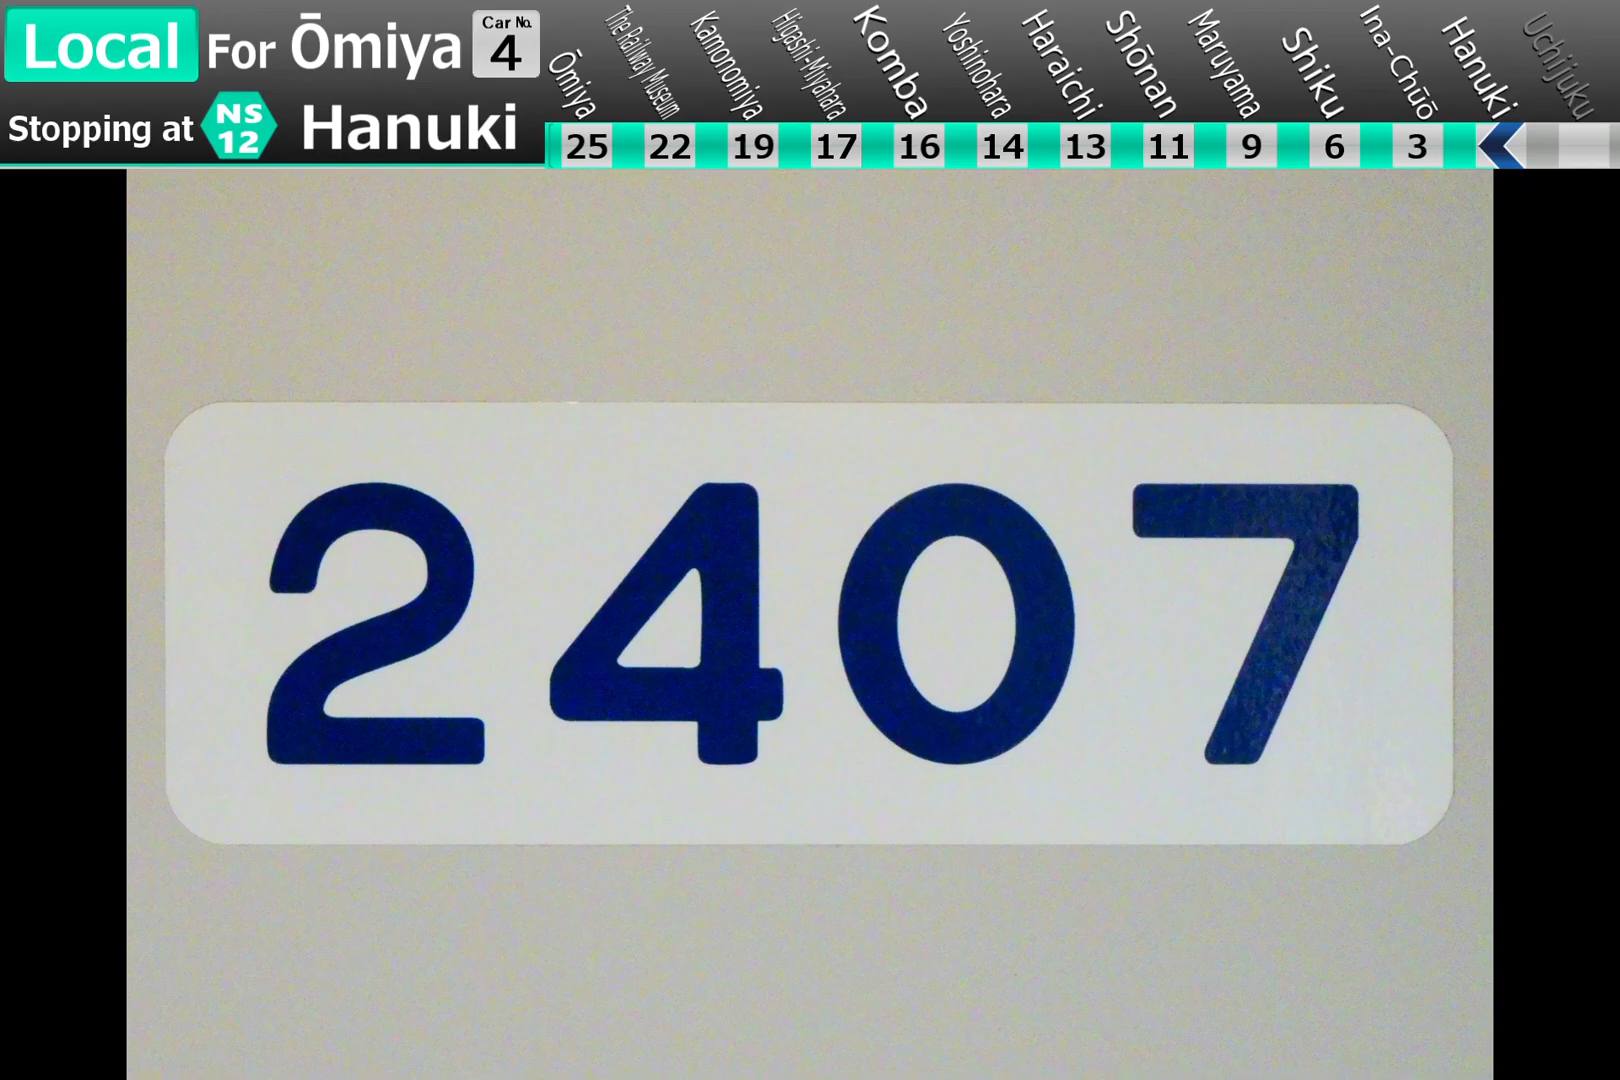 Local For Ōmiya Car No. 4
Stopping at NS 12 Hanuki
Ōmiya The Railway Museum Kamonomiya Higashi-Miyahara Komba Yoshinohara Haraichi Shōnan Maruyama Shiku Ina-Chūō Hanuki Uchijuku
25 22 19 17 16 14 13 11 9 6 3
2407